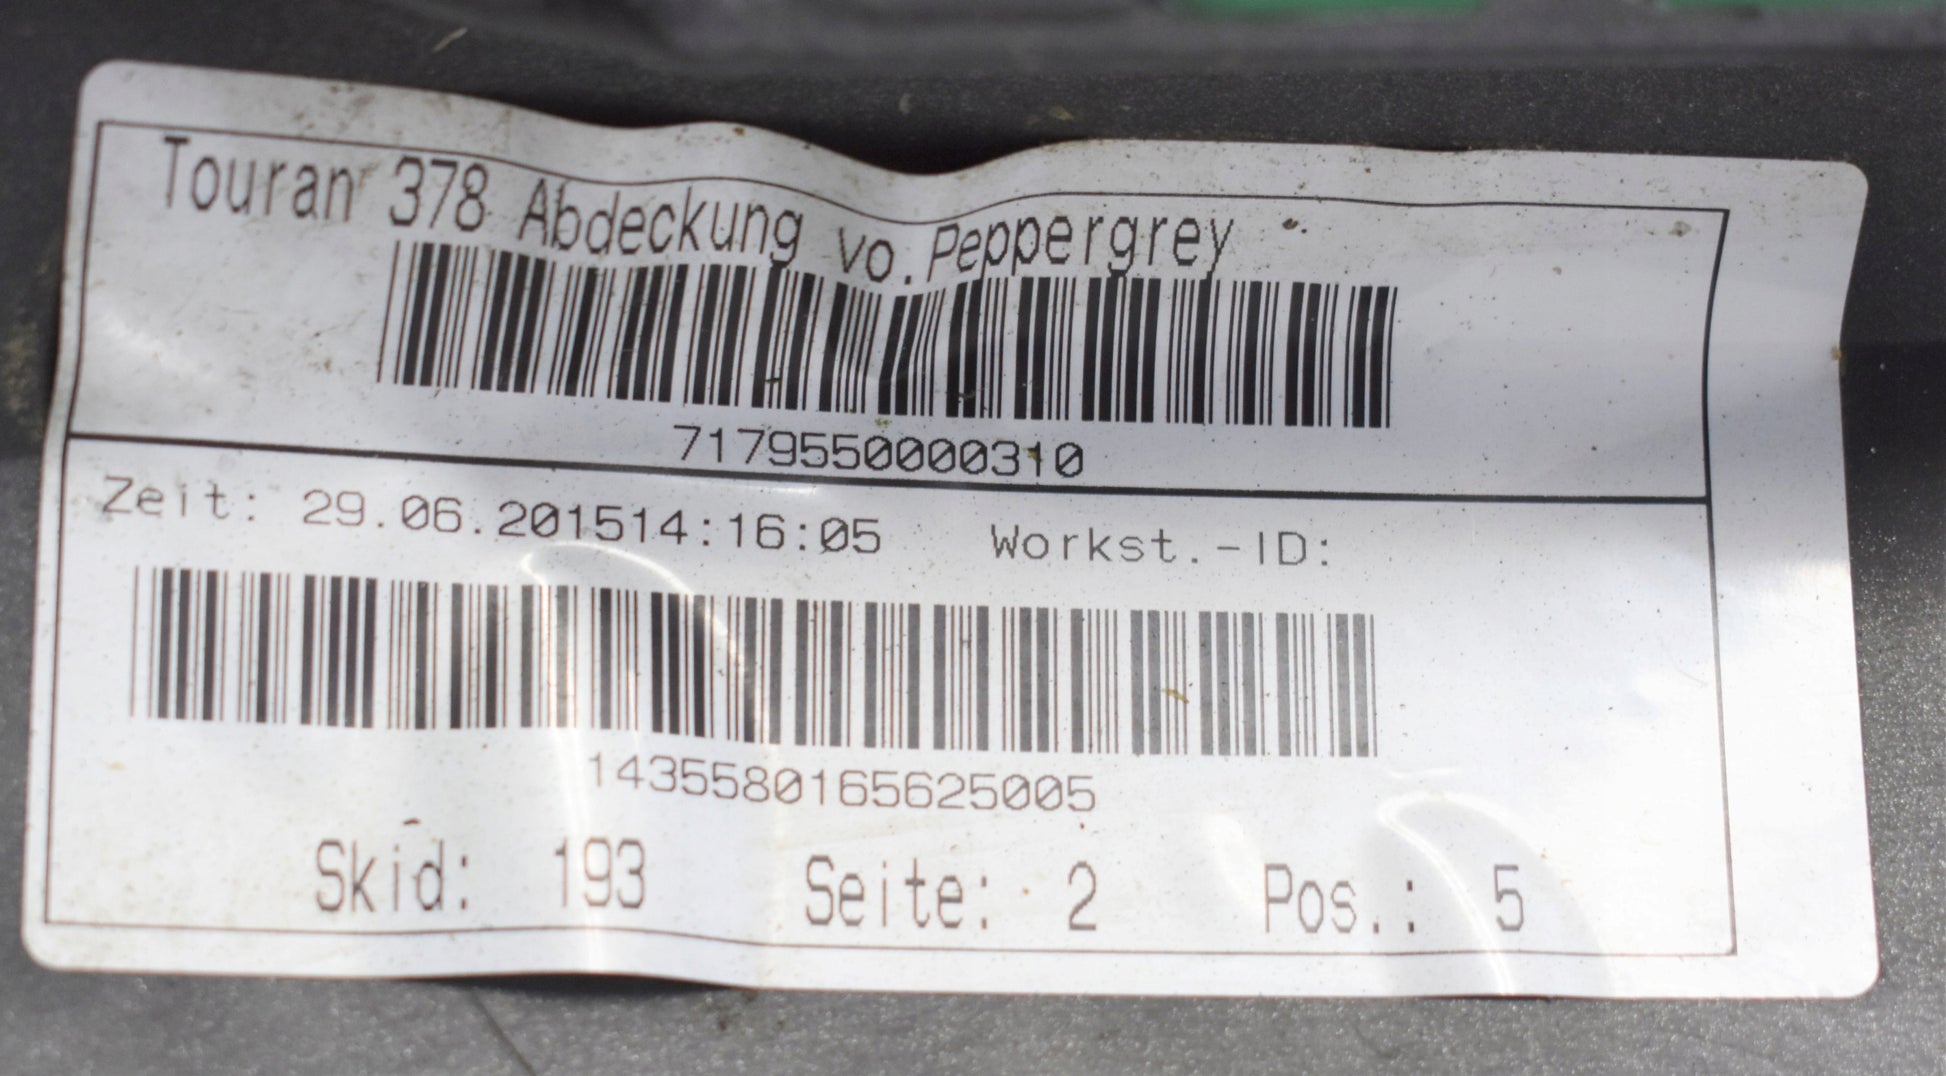 Touran 378 Abdeckung vo. Peppergrey
7179550000310
Zeit: 29.06.201514:16:05 Workst.-ID:
1435580165625005
Skid: 193 Seite: 2 Pos.: 5